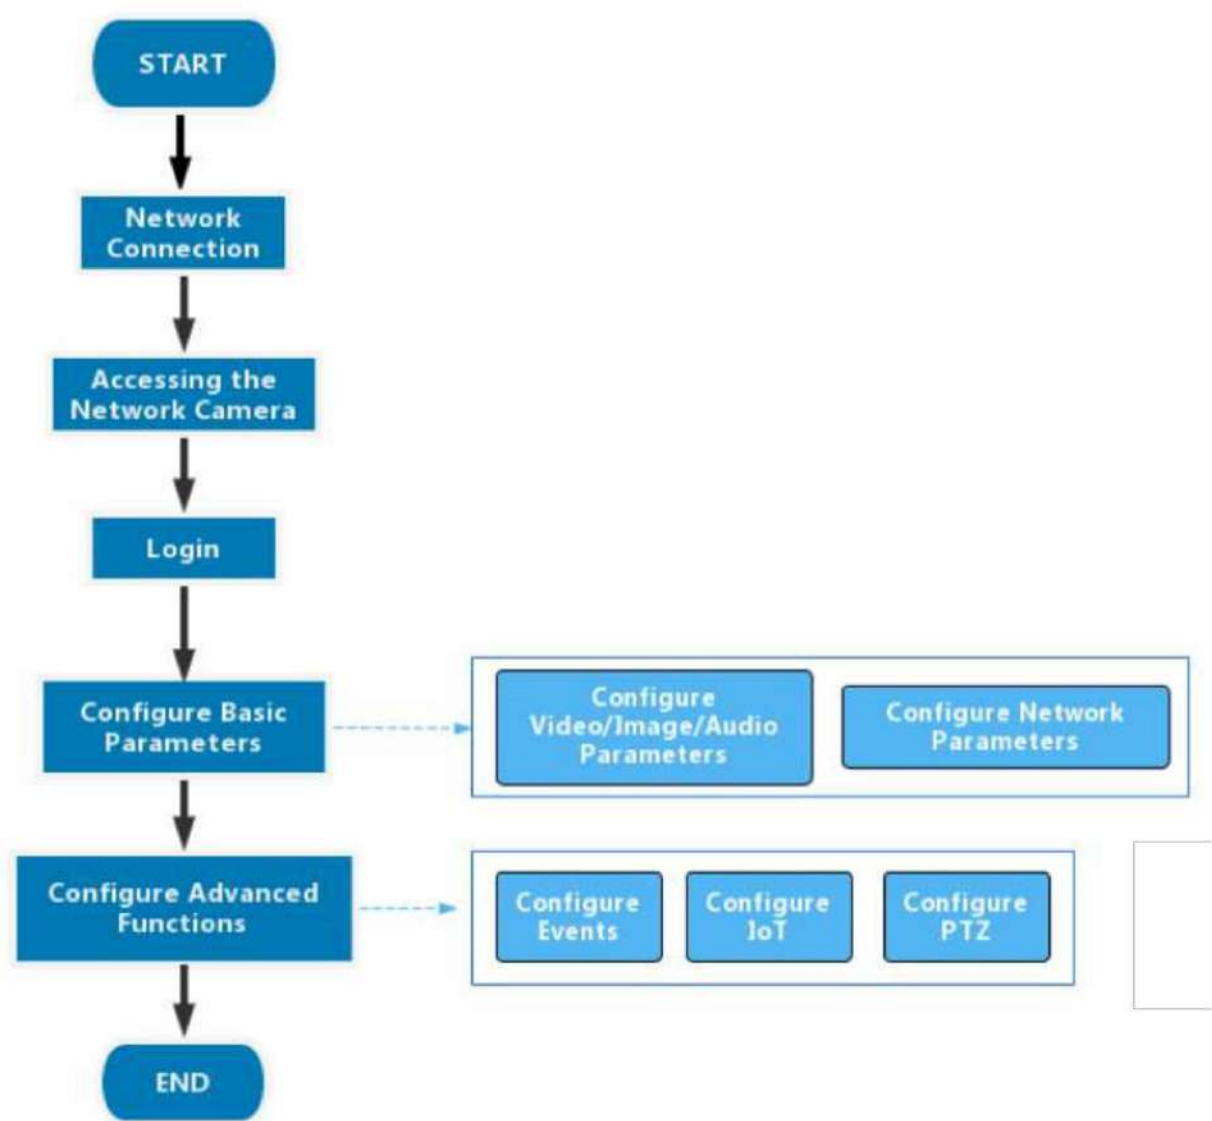 START
Network
Connection
Accessing the
Network Camera
Login
Configure Basic
Parameters
Configure
Video/Image/Audio
Parameters
Configure Network
Parameters
Configure Advanced
Functions
Configure
Events
Configure
IoT
Configure
PTZ
END